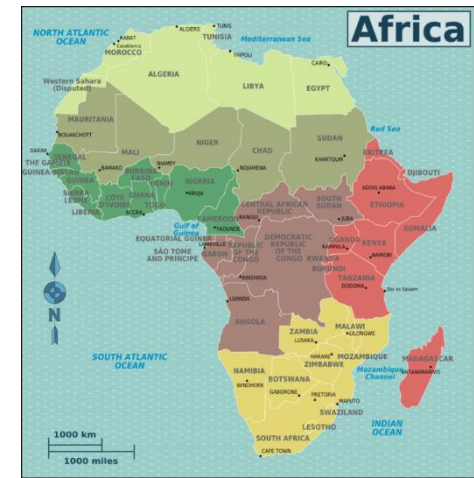 Africa
NORTH ATLANTIC
OCEAN
RABAT
Casablanca
MOROCCO
ALGIERS
TUNIS
TUNISIA
Mediterranean Sea
TRIPOLI
CAIRO
ALGERIA
LIBYA
EGYPT
Western Sahara
(Disputed)
MAURITANIA
NOUAKCHOTT
MALI
NIGER
CHAD
SUDAN
KHARTOUM
Red Sea
ERITREA
DAKAR
SENEGAL
THE GAMBIA
GUINEA-BISSAU
BAMAKO
GUINEA
BURKINA
FASO
NIAMEY
NDJAMENA
DJIBOUTI
SIERRA
LEONE
LIBERIA
COTE
D'IVOIRE
GHANA
ACCRA
TOGO
BENIN
NIGERIA
ABUJA
ADDIS ABABA
ETHIOPIA
SOMALIA
CENTRAL AFRICAN
REPUBLIC
BANGUI
SOUTH
SUDAN
JUBA
CAMEROON
YAOUNDE
Gulf of
Guinea
EQUATORIAL GUINEA
LIBREVILLE
SÃO TOME
AND PRINCIPE
GABON
REPUBLIC
OF THE
CONGO
DEMOCRATIC
REPUBLIC
OF THE
CONGO
UGANDA
KAMPALA
KENYA
NAIROBI
RWANDA
BURUNDI
KINSHASA
TANZANIA
DODOMA
Dar es Salaam
LUANDA
ANGOLA
N
ZAMBIA
LUSAKA
MALAWI
LILONGWE
HARARE
ZIMBABWE
MOZAMBIQUE
Mozambique
Channel
MADAGASCAR
ANTANANARIVO
SOUTH ATLANTIC
OCEAN
NAMIBIA
WINDHOEK
BOTSWANA
GABORONE
PRETORIA
MAPUTO
SWAZILAND
LESOTHO
SOUTH AFRICA
CAPE TOWN
INDIAN
OCEAN
1000 km
1000 miles